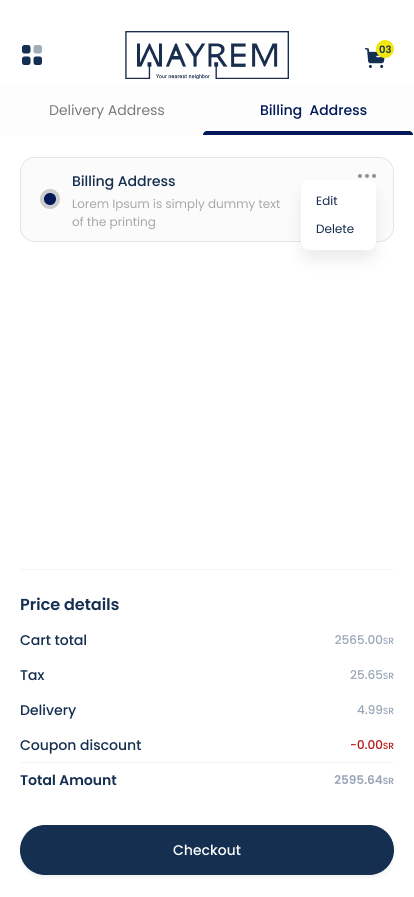 WAYREM
Your nearest neighbor
03
Delivery Address
Billing Address
Billing Address
Lorem Ipsum is simply dummy text
of the printing
Edit
Delete
Price details
Cart total 2565.00SR
Tax 25.65SR
Delivery 4.99SR
Coupon discount -0.00SR
Total Amount 2595.64SR
Checkout